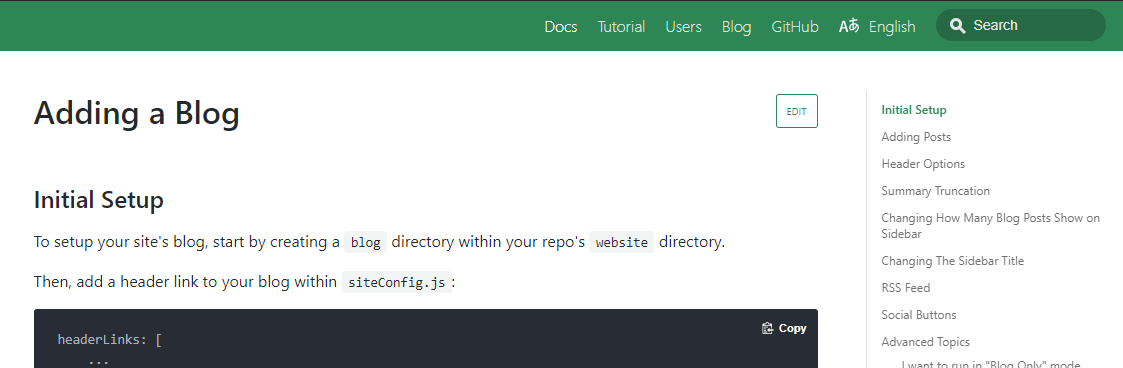 Docs Tutorial Users Blog GitHub Aあ English Search
Adding a Blog
EDIT
Initial Setup
To setup your site's blog, start by creating a blog directory within your repo's website directory.
Then, add a header link to your blog within siteConfig.js:
Copy
headerLinks: [
...
Initial Setup
Adding Posts
Header Options
Summary Truncation
Changing How Many Blog Posts Show on
Sidebar
Changing The Sidebar Title
RSS Feed
Social Buttons
Advanced Topics
I want to run in "Blog Only" mode